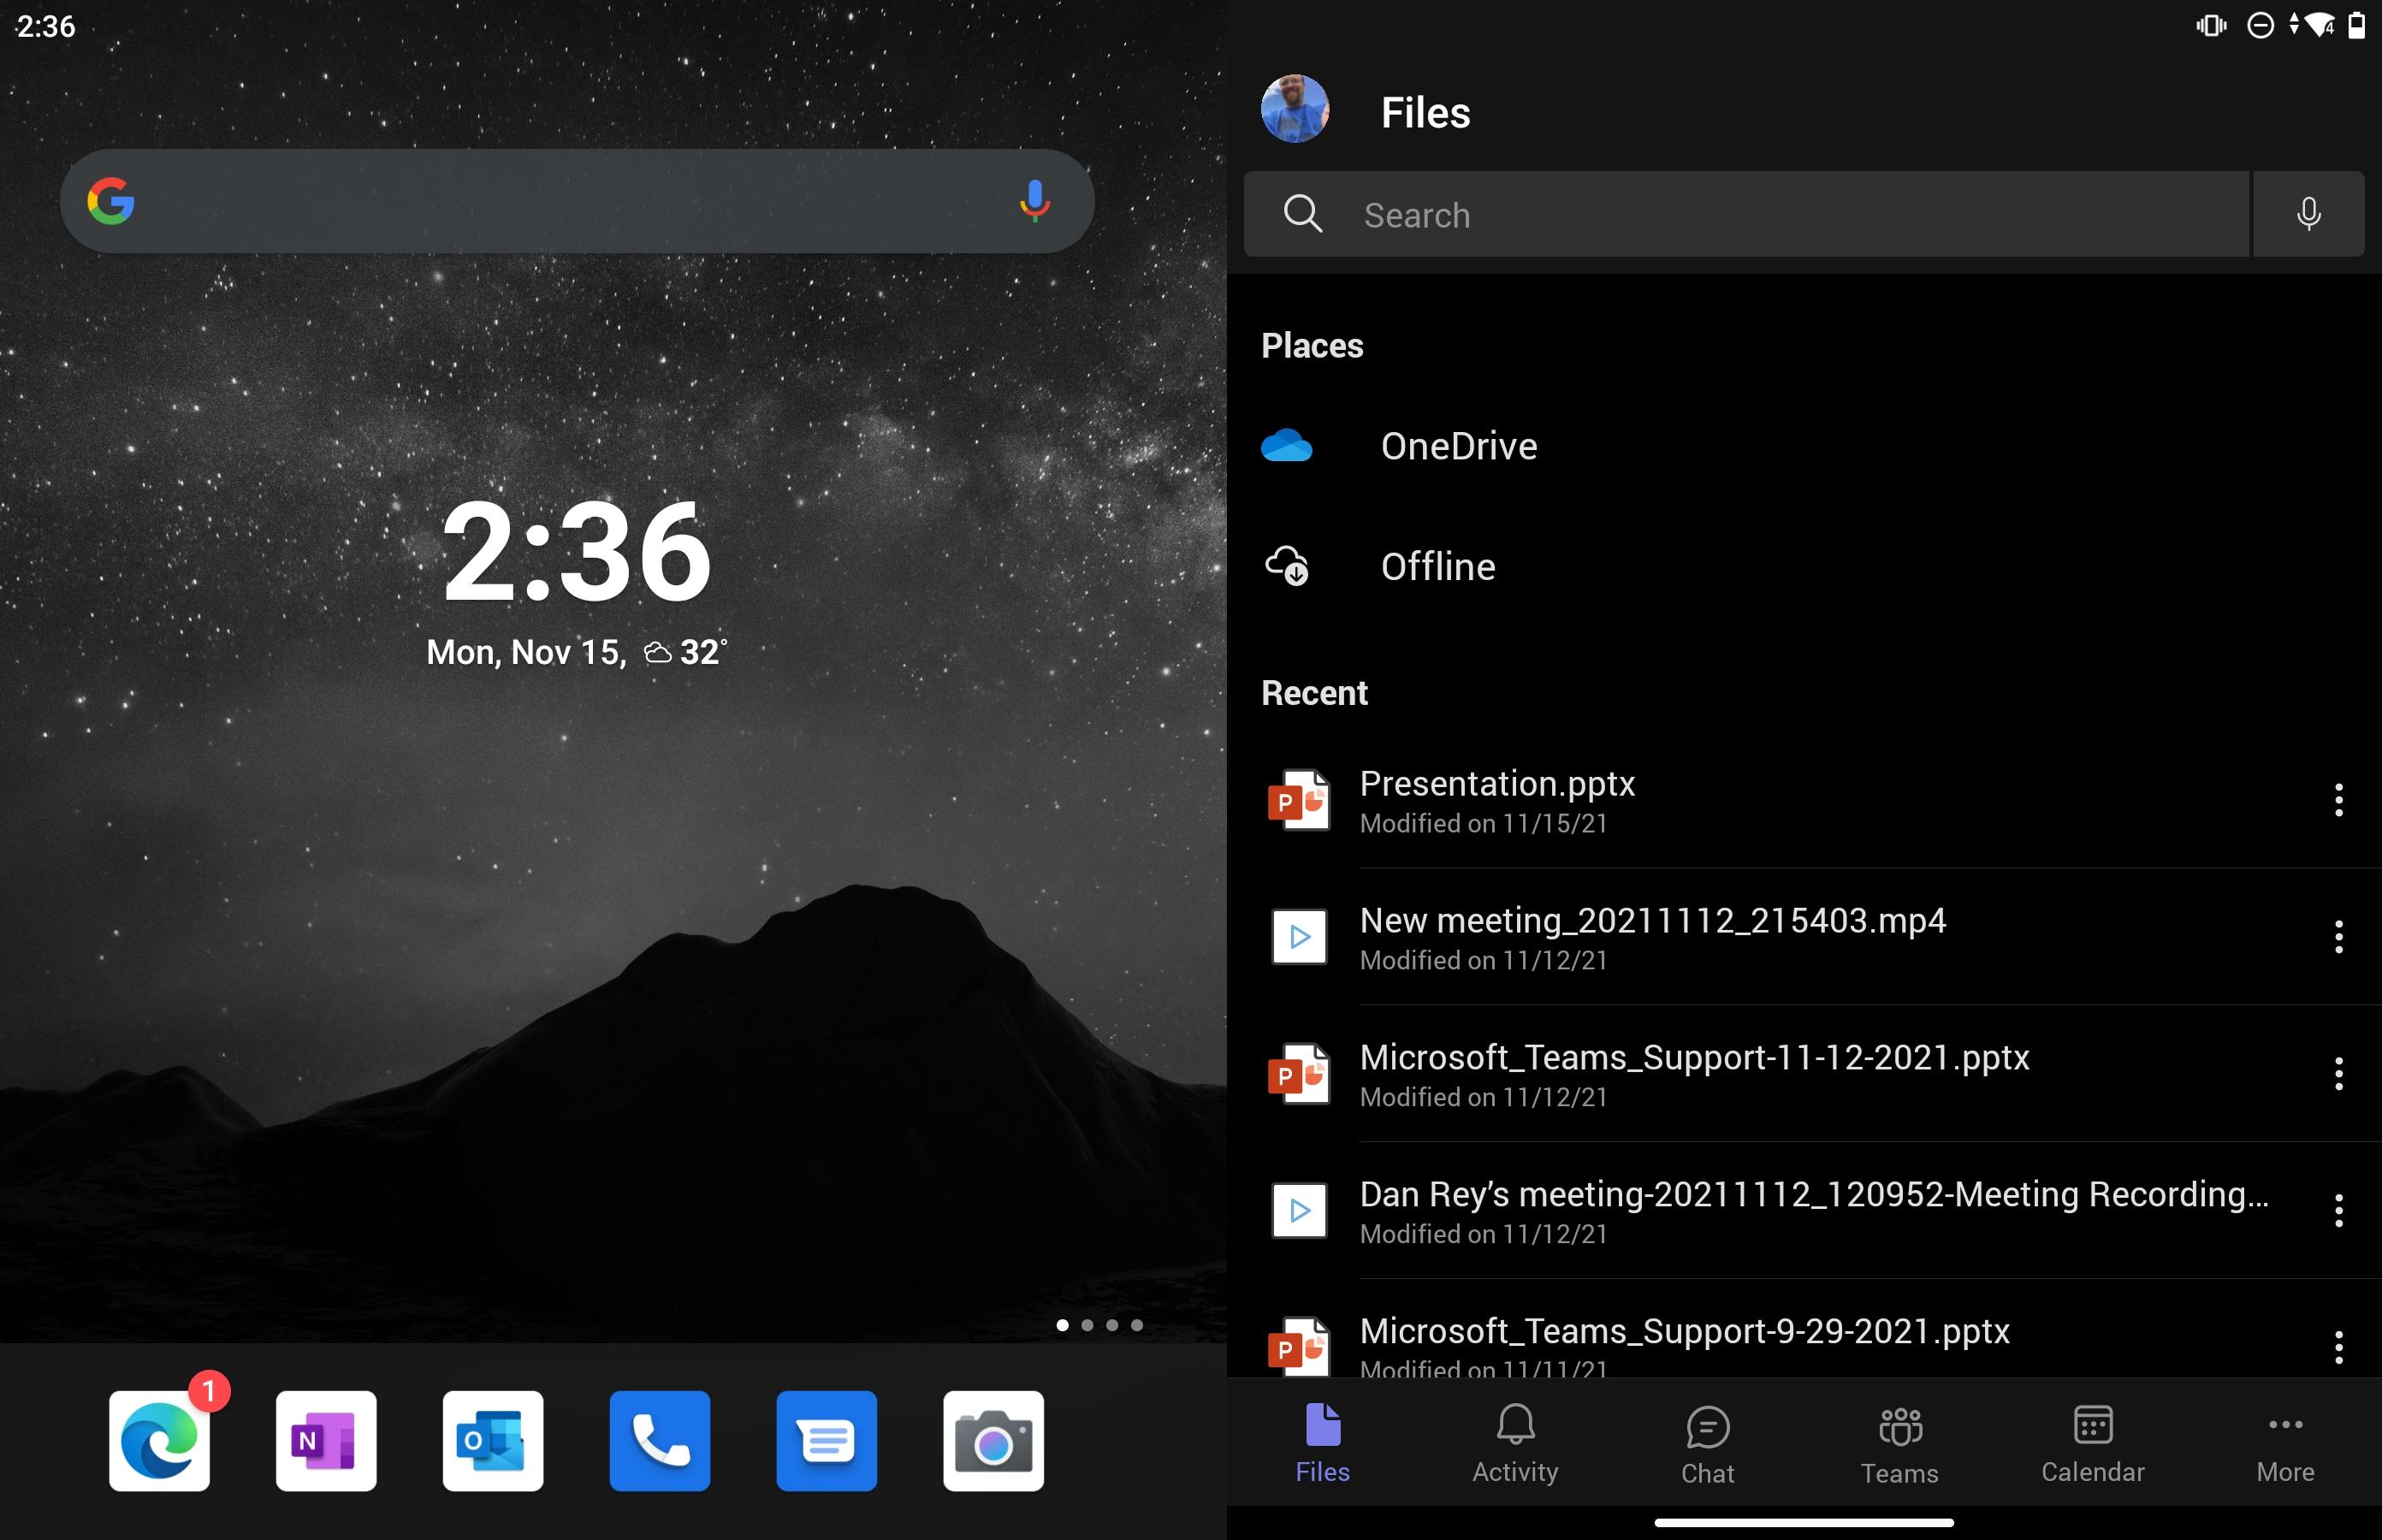 2:36
2:36
Mon, Nov 15, 32°
1
N
O
4
Files
Search
Places
OneDrive
Offline
Recent
P
Presentation.pptx
Modified on 11/15/21
New meeting_20211112_215403.mp4
Modified on 11/12/21
P
Microsoft_Teams_Support-11-12-2021.pptx
Modified on 11/12/21
Dan Rey’s meeting-20211112_120952-Meeting Recording...
Modified on 11/12/21
P
Microsoft_Teams_Support-9-29-2021.pptx
Modified on 11/11/21
Files
Activity
Chat
Teams
Calendar
More